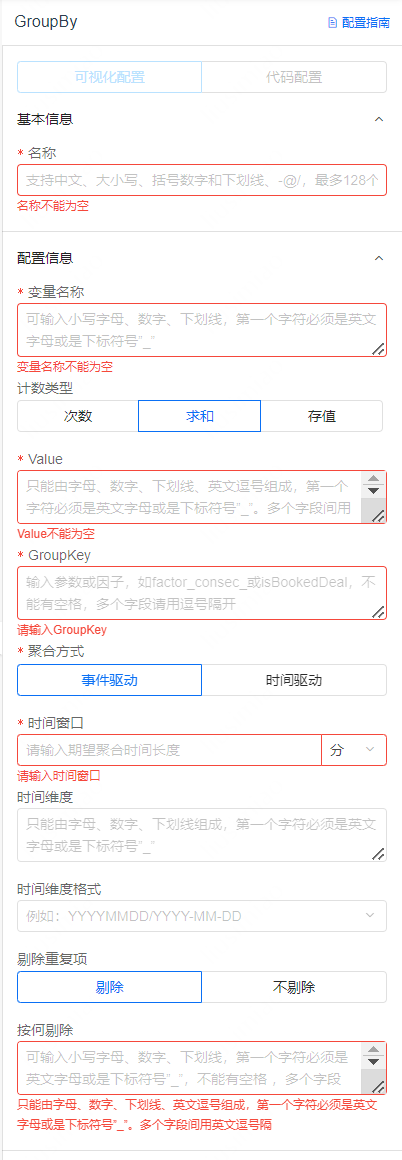 GroupBy
配置指南
可视化配置
代码配置
基本信息
* 名称
支持中文、大小写、括号数字和下划线、-@/，最多128个
名称不能为空
配置信息
* 变量名称
可输入小写字母、数字、下划线，第一个字符必须是英文
字母或是下标符号"_"
变量名称不能为空
计数类型
次数
求和
存值
* Value
只能由字母、数字、下划线、英文逗号组成，第一个
字符必须是英文字母或是下标符号"_"。多个字段间用
Value不能为空
* GroupKey
输入参数或因子，如factor_consec_或isBookedDeal，不
能有空格，多个字段请用逗号隔开
请输入GroupKey
* 聚合方式
事件驱动
时间驱动
* 时间窗口
请输入期望聚合时间长度
分
请输入时间窗口
时间维度
只能由字母、数字、下划线组成，第一个字符必须是英文
字母或是下标符号"_"
时间维度格式
例如：YYYYMMDD/YYYY-MM-DD
剔除重复项
剔除
不剔除
按何剔除
可输入小写字母、数字、下划线，第一个字符必须是
英文字母或是下标符号"_"，不能有空格 ，多个字段
只能由字母、数字、下划线、英文逗号组成，第一个字符必须是英文
字母或是下标符号"_"。多个字段间用英文逗号隔